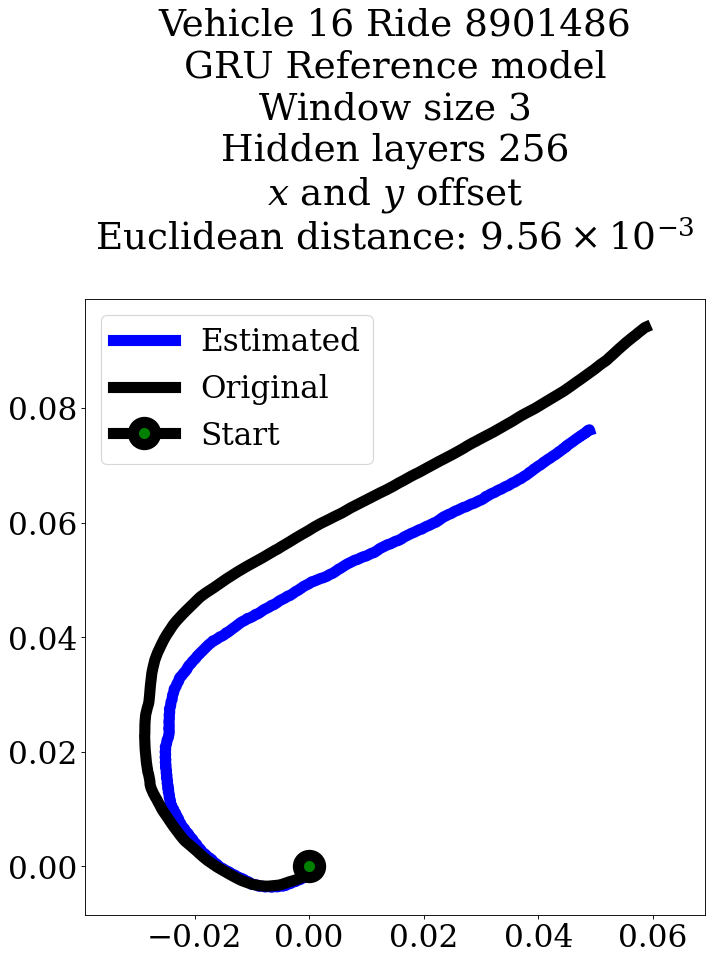 Vehicle 16 Ride 8901486
GRU Reference model
Window size 3
Hidden layers 256
x and y offset
Euclidean distance: 9.56 × 10⁻³
Estimated
Original
Start
0.08
0.06
0.04
0.02
0.00
−0.02 0.00 0.02 0.04 0.06